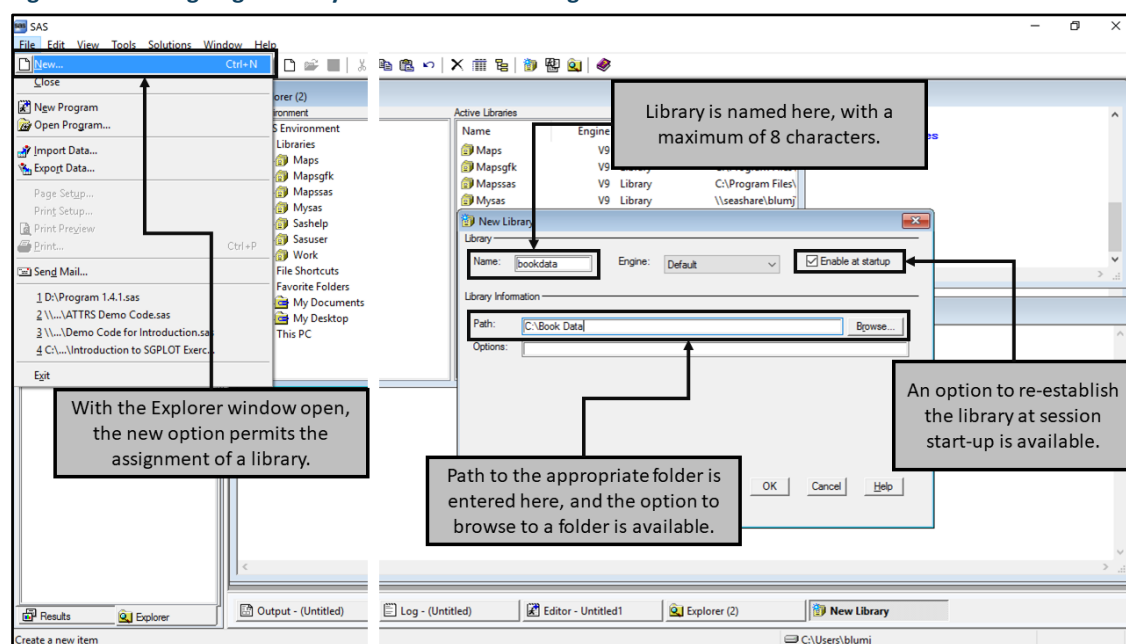 SAS
File Edit View Tools Solutions Window Help
New... Ctrl+N
Close
New Program
Open Program...
Import Data...
Export Data...
Page Setup...
Print Setup...
Print Preview
Print... Ctrl+P
Send Mail...
1 D:\Program 1.4.1.sas
2 \\...\ATTRS Demo Code.sas
3 \\...\Demo Code for Introduction.sas
4 C:\...\Introduction to SGPLOT Exerc...
Exit
With the Explorer window open,
the new option permits the
assignment of a library.
orer (2)
ronment
S Environment
Libraries
Maps
Mapsgfk
Mapssas
Mysas
Sashelp
Sasuser
Work
File Shortcuts
Favorite Folders
My Documents
My Desktop
This PC
Active Libraries
Name Engine
Maps V9
Mapsgfk V9 Library
Mapssas V9 Library C:\Program Files\
Mysas V9 Library \\seashare\blumj
Library is named here, with a
maximum of 8 characters.
New Library
Library
Name: bookdata Engine: Default Enable at startup
Library Information
Path: C:\Book Data Browse...
Options:
An option to re-establish
the library at session
start-up is available.
Path to the appropriate folder is
entered here, and the option to
browse to a folder is available.
OK Cancel Help
Results Explorer
Output - (Untitled) Log - (Untitled) Editor - Untitled1 Explorer (2) New Library
Create a new item C:\Users\blumj